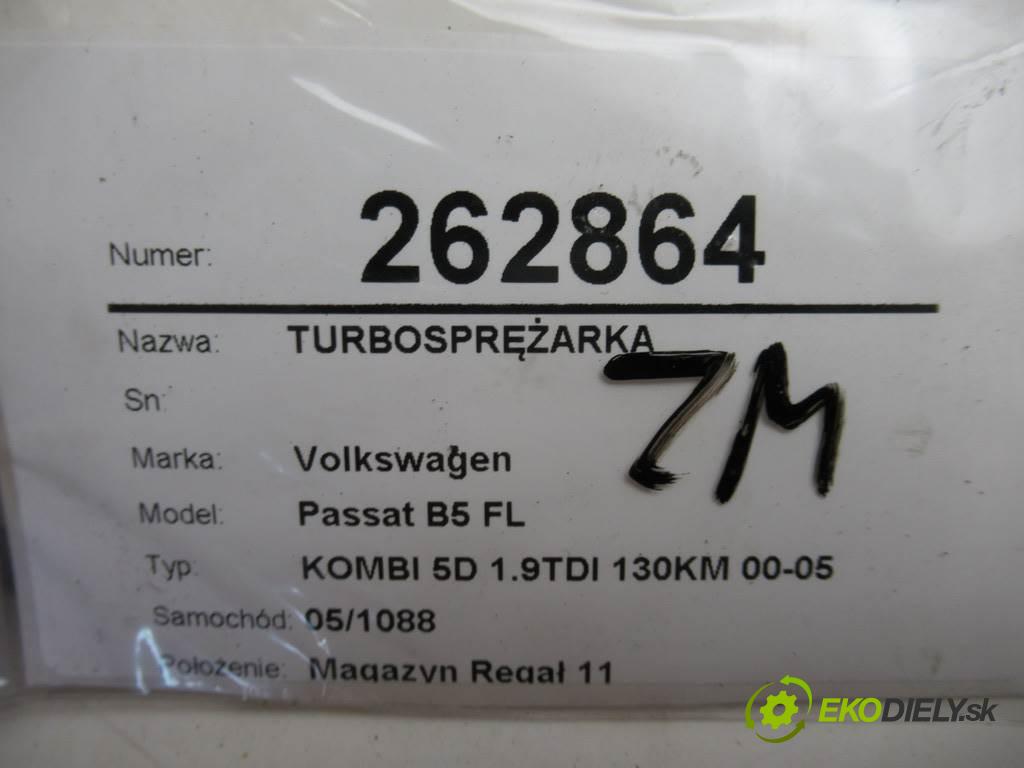 Numer: 262864
Nazwa: TURBOSPRĘŻARKA
ZM
Sn:
Marka: Volkswagen
Model: Passat B5 FL
Typ: KOMBI 5D 1.9TDI 130KM 00-05
Samochód: 05/1088
Położenie: Magazyn Regał 11
EKODIELY.sk